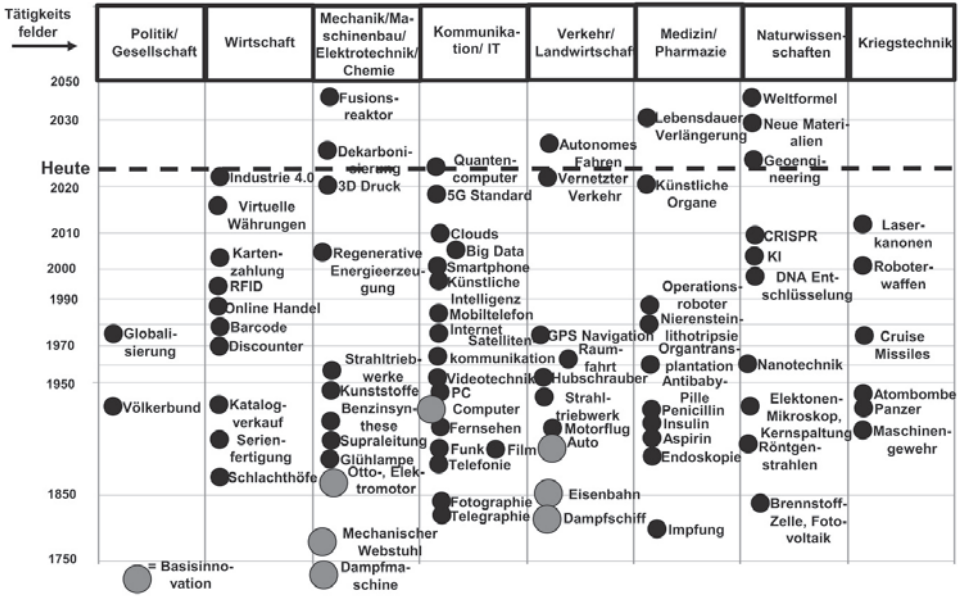 Tätigkeits
felder
Politik/
Gesellschaft
Wirtschaft
Mechanik/Ma-
schinenbau/
Elektrotechnik/
Chemie
Kommunika-
tion/ IT
Verkehr/
Landwirtschaft
Medizin/
Pharmazie
Naturwissen-
schaften
Kriegstechnik
2050
2030
Heute
2020
2010
2000
1990
1970
1950
1850
1750
Globali-
sierung
Völkerbund
= Basisinno-
vation
Industrie 4.0
Virtuelle
Währungen
Karten-
zahlung
RFID
Online Handel
Barcode
Discounter
Katalog-
verkauf
Serien-
fertigung
Schlachthöfe
Fusions-
reaktor
Dekarboni-
sierung
3D Druck
Regenerative
Energieerzeu-
gung
Strahltrieb-
werke
Kunststoffe
Benzinsyn-
these
Supraleitung
Glühlampe
Otto-, Elek-
tromotor
Mechanischer
Webstuhl
Dampfma-
schine
Quanten-
computer
5G Standard
Clouds
Big Data
Smartphone
Künstliche
Intelligenz
Mobiltelefon
Internet
Satelliten
kommunikation
Videotechnik
PC
Computer
Fernsehen
Funk
Film
Telefonie
Fotographie
Telegraphie
Autonomes
Fahren
Vernetzter
Verkehr
GPS Navigation
Raum-
fahrt
Hubschrauber
Strahl-
triebwerk
Motorflug
Auto
Eisenbahn
Dampfschiff
Lebensdauer
Verlängerung
Künstliche
Organe
Operations-
roboter
Nierenstein-
lithotripsie
Organtrans-
plantation
Antibaby-
Pille
Penicillin
Insulin
Aspirin
Endoskopie
Impfung
Weltformel
Neue Materi-
alien
Geoengi-
neering
CRISPR
KI
DNA Ent-
schlüsselung
Nanotechnik
Elektonen-
Mikroskop,
Kernspaltung
Röntgen-
strahlen
Brennstoff-
Zelle, Foto-
voltaik
Laser-
kanonen
Roboter-
waffen
Cruise
Missiles
Atombombe
Panzer
Maschinen-
gewehr